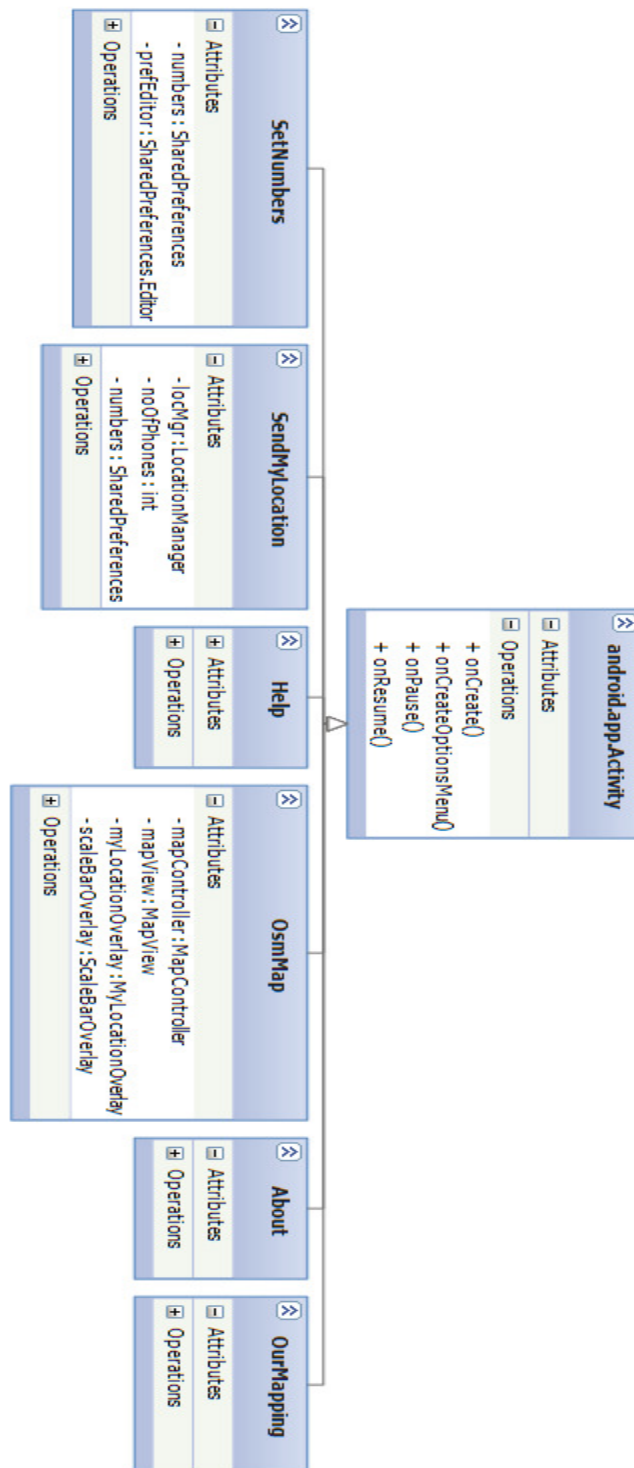 android.app.Activity
Attributes
Operations
+ onCreate()
+ onCreateOptionsMenu()
+ onPause()
+ onResume()
SetNumbers
Attributes
- numbers : SharedPreferences
- prefEditor : SharedPreferences.Editor
Operations
SendMyLocation
Attributes
- locMgr : LocationManager
- noOfPhones : int
- numbers : SharedPreferences
Operations
Help
Attributes
Operations
OsmMap
Attributes
- mapController : MapController
- mapView : MapView
- myLocationOverlay : MyLocationOverlay
- scaleBarOverlay : ScaleBarOverlay
Operations
About
Attributes
Operations
OurMapping
Attributes
Operations